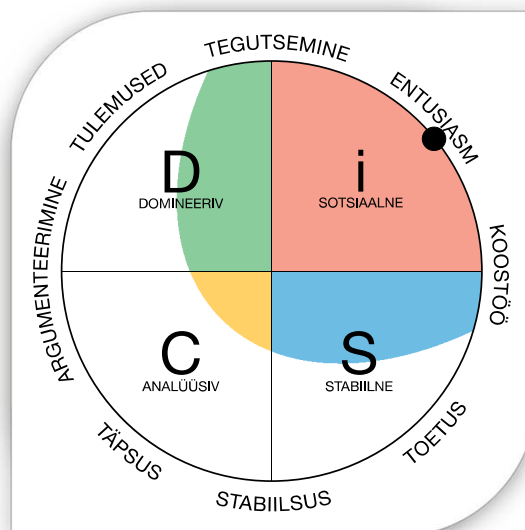 TEGUTSEMINE
TULEMUSED
ENTUSIASM
D
DOMINEERIV
i
SOTSIAALNE
ARGUMENTEERIMINE
KOOSTÖÖ
C
ANALÜÜSIV
S
STABIILNE
TÄPSUS
TOETUS
STABIILSUS